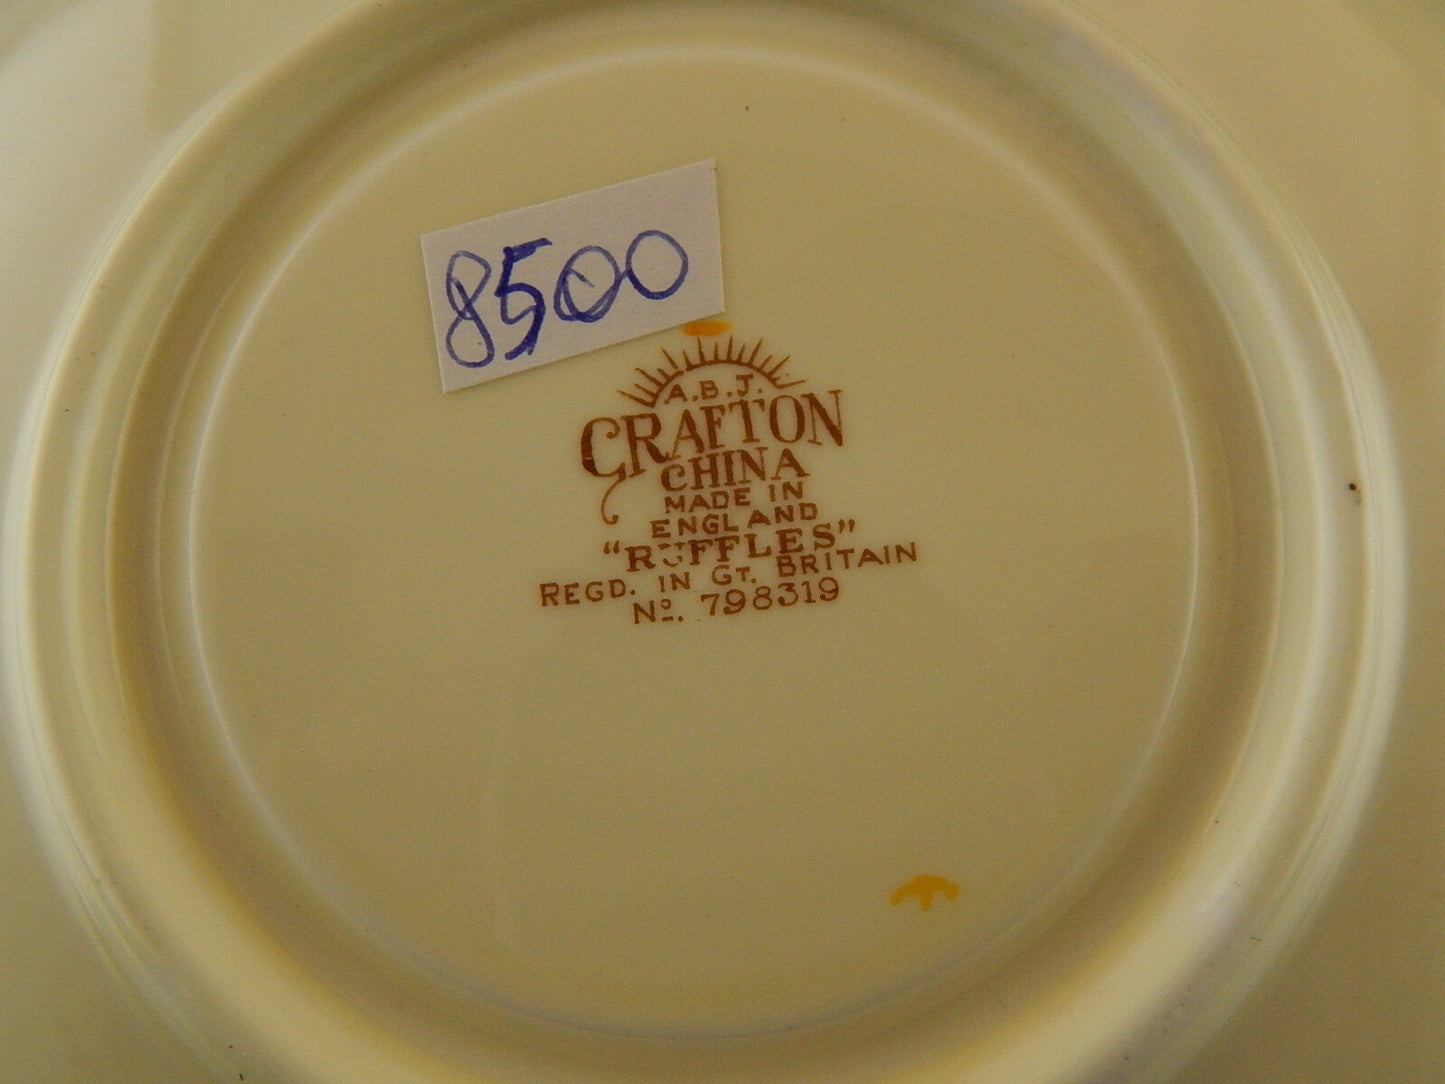 8500
A.B.J.
CRAFTON
CHINA
MADE IN
ENGLAND
"RUFFLES"
REGD. IN GT. BRITAIN
Nº. 798319